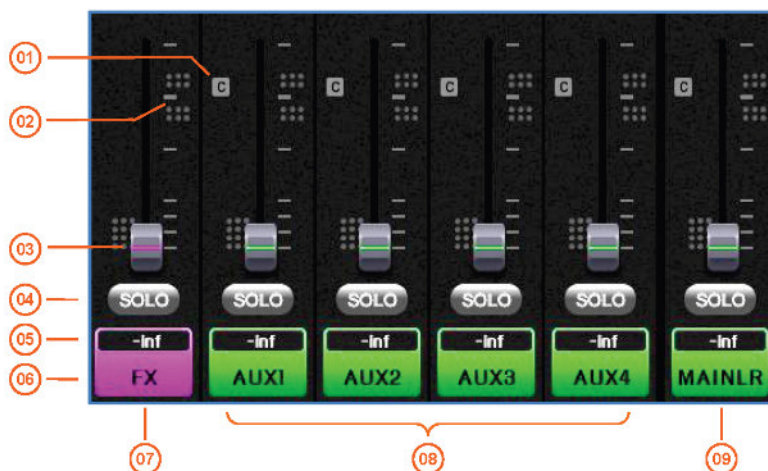 01
C C C C C
02
03
04 SOLO SOLO SOLO SOLO SOLO SOLO
05 -inf -inf -inf -inf -inf -inf
06 FX AUX1 AUX2 AUX3 AUX4 MAINLR
07 08 09